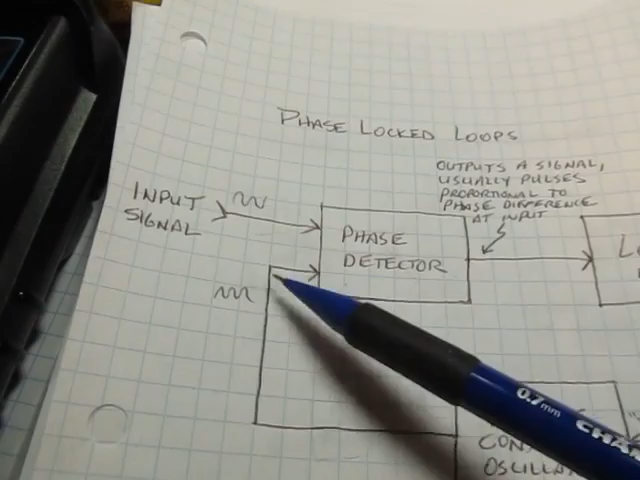 PHASE LOCKED LOOPS
OUTPUTS A SIGNAL,
USUALLY PULSES
PROPORTIONAL TO
PHASE DIFFERENCE
AT INPUT
INPUT
SIGNAL
PHASE
DETECTOR
0.7mm